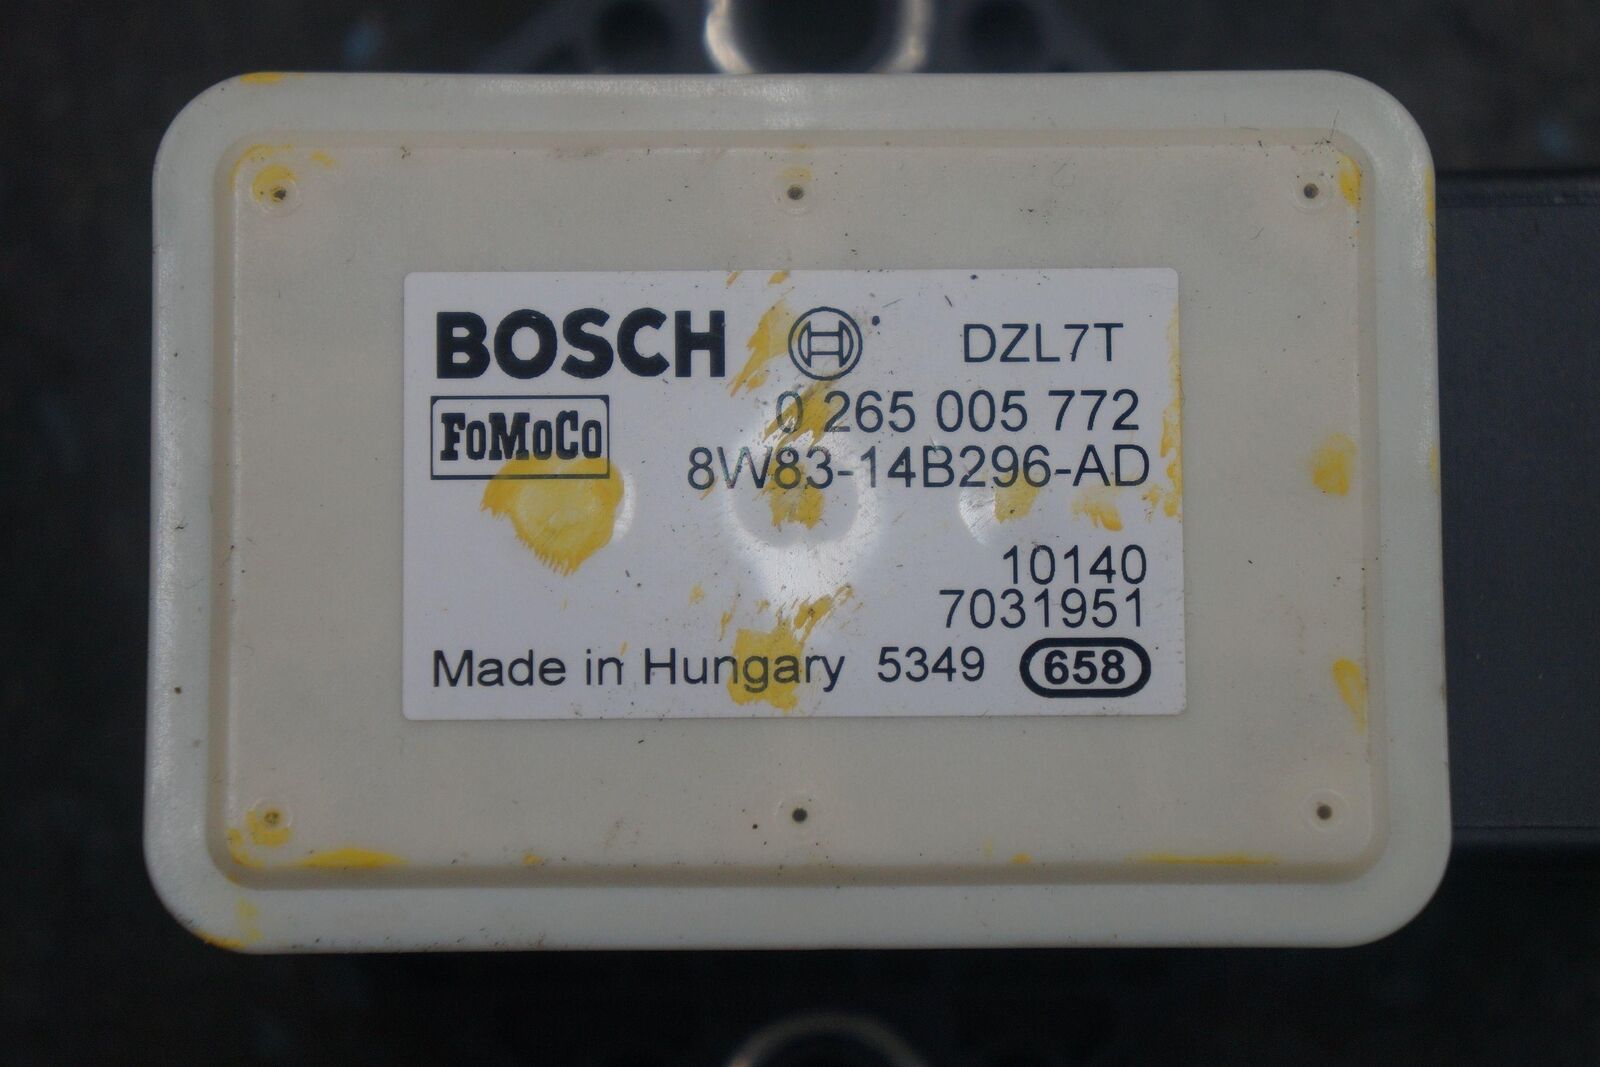 BOSCH DZL7T
FoMoCo
0 265 005 772
8W83-14B296-AD
10140
7031951
Made in Hungary 5349 658